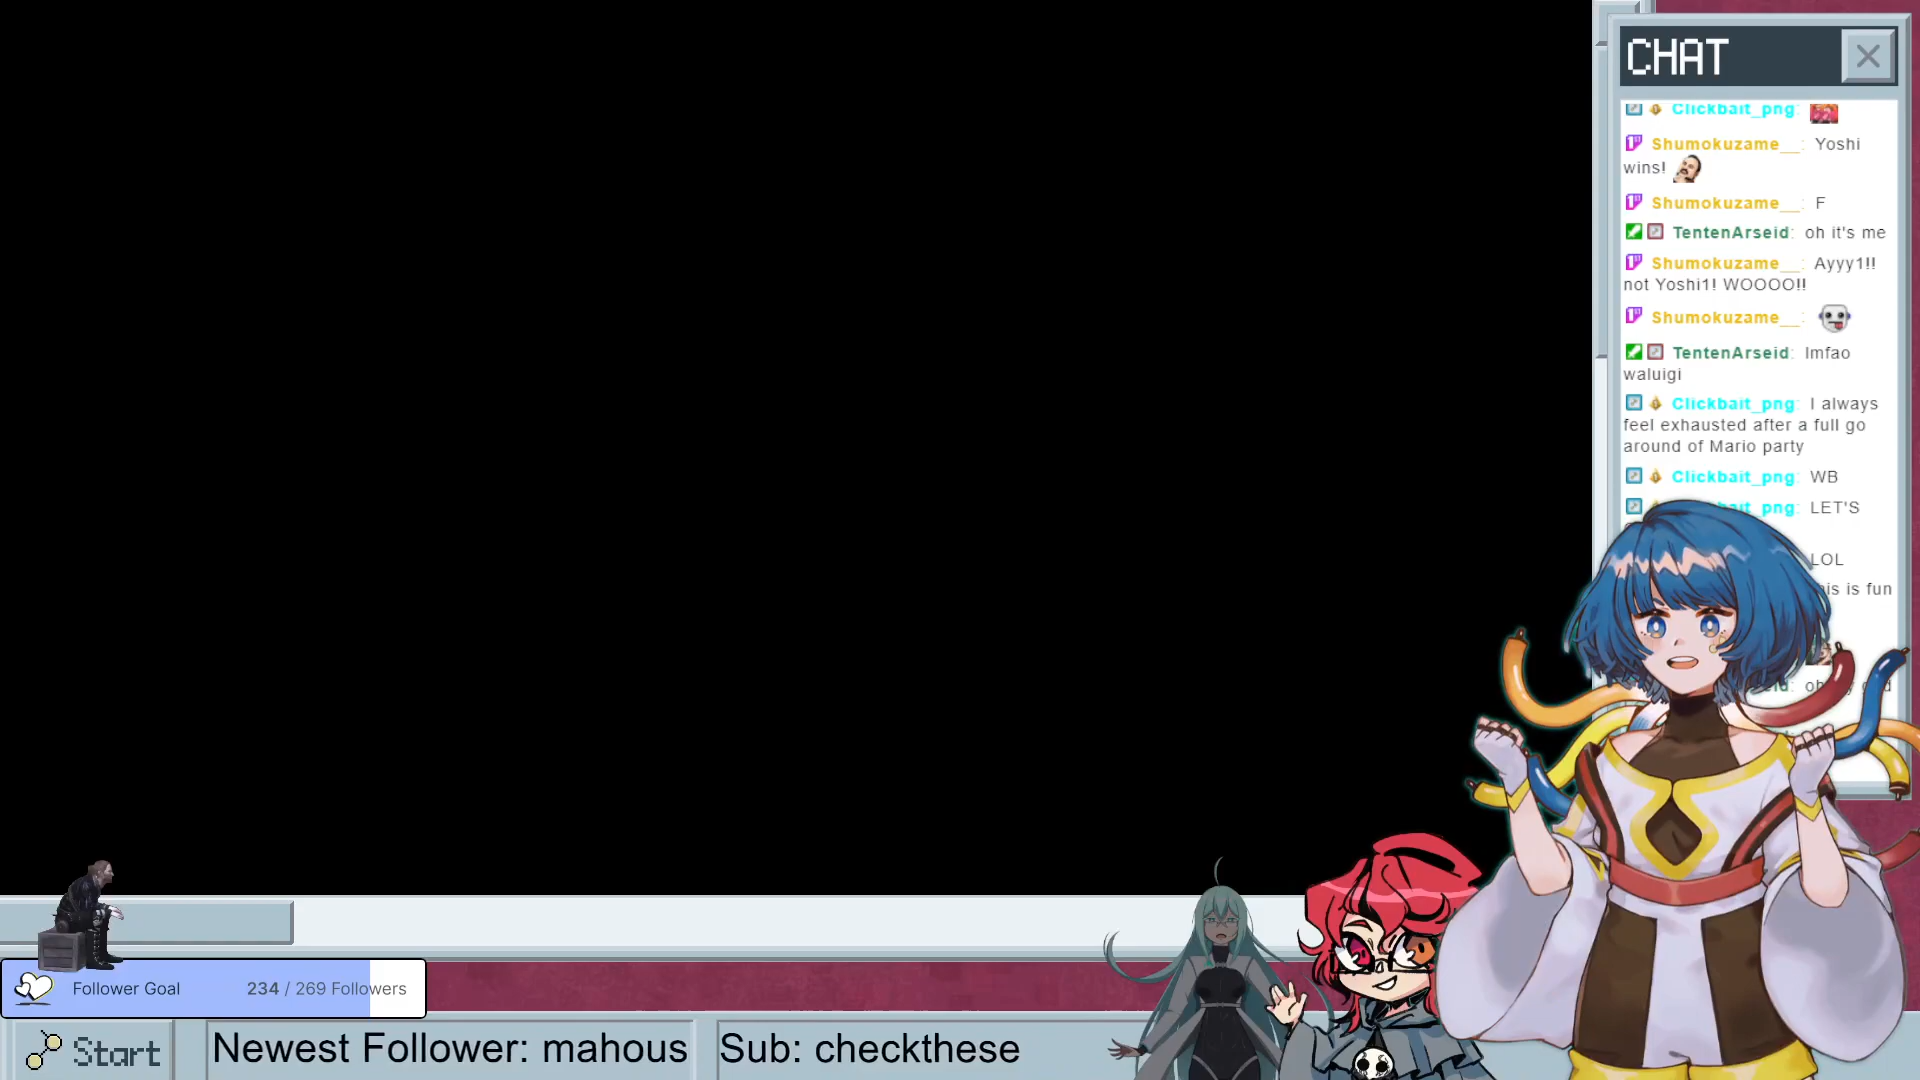 CHAT
Clickbait_png:
Shumokuzame__: Yoshi
wins!
Shumokuzame__: F
TentenArseid: oh it's me
Shumokuzame__: Ayyy1!!
not Yoshi1! WOOOO!!
Shumokuzame__:
TentenArseid: lmfao
waluigi
Clickbait_png: I always
feel exhausted after a full go
around of Mario party
Clickbait_png: WB
png: LET'S
LOL
is fun
Follower Goal 234 / 269 Followers
Start
Newest Follower: mahous
Sub: checkthese